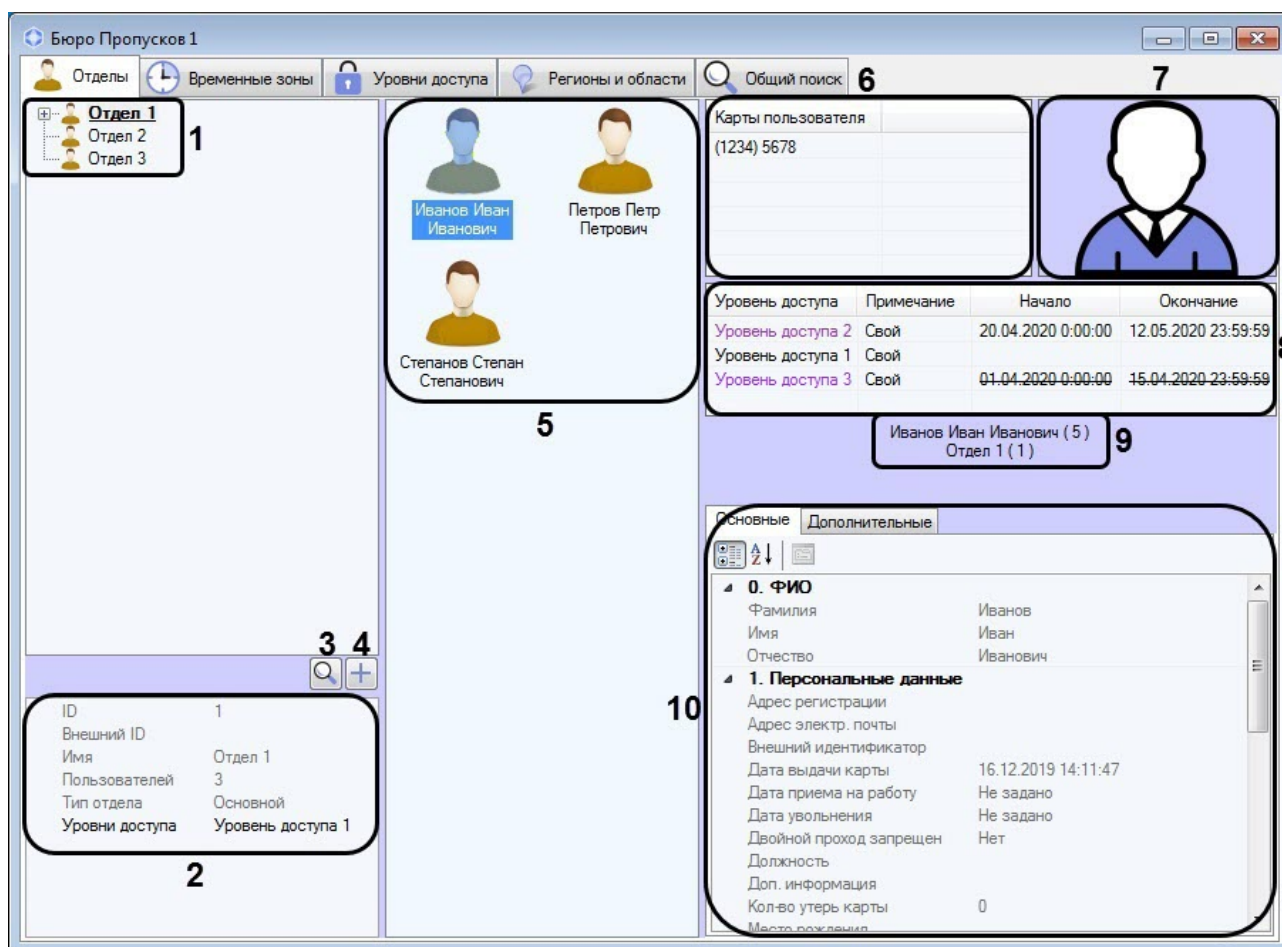 Бюро Пропусков 1
Отделы Временные зоны Уровни доступа Регионы и области Общий поиск 6 7
Отдел 1
Отдел 2
Отдел 3
1
Иванов Иван Иванович
Петров Петр Петрович
Степанов Степан Степанович
5
Карты пользователя
(1234) 5678
Уровень доступа Примечание Начало Окончание
Уровень доступа 2 Свой 20.04.2020 0:00:00 12.05.2020 23:59:59
Уровень доступа 1 Свой
Уровень доступа 3 Свой 01.04.2020 0:00:00 15.04.2020 23:59:59
Иванов Иван Иванович ( 5 )
Отдел 1 ( 1 )
9
3 4
ID 1
Внешний ID
Имя Отдел 1
Пользователей 3
Тип отдела Основной
Уровни доступа Уровень доступа 1
2
10
Основные Дополнительные
0. ФИО
Фамилия Иванов
Имя Иван
Отчество Иванович
1. Персональные данные
Адрес регистрации
Адрес электр. почты
Внешний идентификатор
Дата выдачи карты 16.12.2019 14:11:47
Дата приема на работу Не задано
Дата увольнения Не задано
Двойной проход запрещен Нет
Должность
Доп. информация
Кол-во утерь карты 0
Место рождения